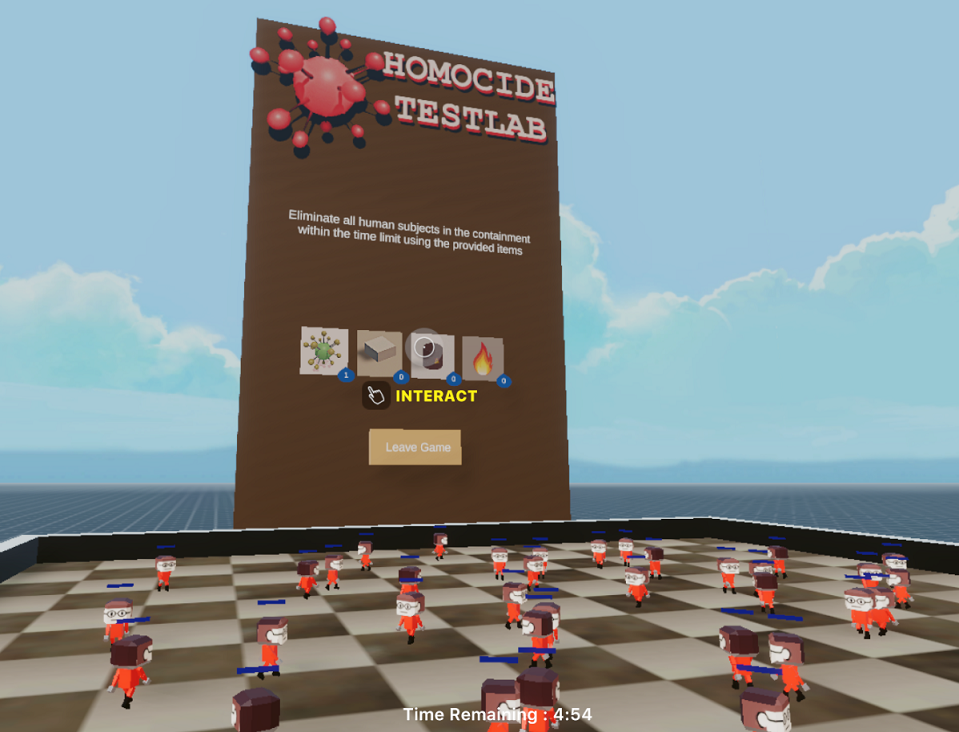 HOMOCIDE
TESTLAB
Eliminate all human subjects in the containment
within the time limit using the provided items
1
0
0
0
INTERACT
Leave Game
Time Remaining : 4:54